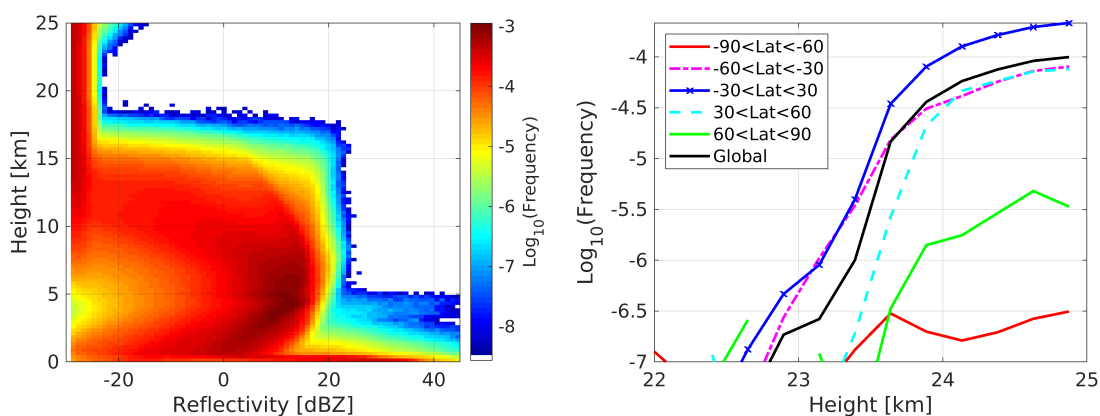 25
20
15
10
5
0
Height [km]
-20
0
20
40
Reflectivity [dBZ]
-3
-4
-5
-6
-7
-8
Log10(Frequency)
-4
-4.5
-5
-5.5
-6
-6.5
-7
Log10(Frequency)
-90<Lat<-60
-60<Lat<-30
-30<Lat<30
30<Lat<60
60<Lat<90
Global
22
23
24
25
Height [km]